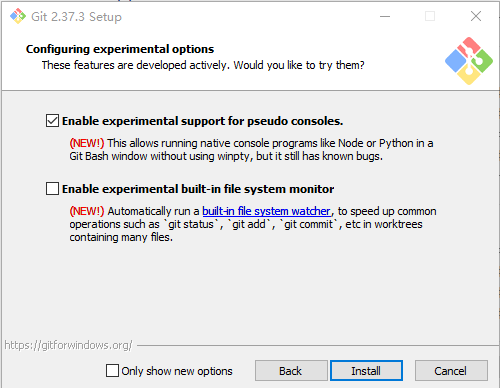 Git 2.37.3 Setup
Configuring experimental options
These features are developed actively. Would you like to try them?
Enable experimental support for pseudo consoles.
(NEW!) This allows running native console programs like Node or Python in a
Git Bash window without using winpty, but it still has known bugs.
Enable experimental built-in file system monitor
(NEW!) Automatically run a built-in file system watcher, to speed up common
operations such as `git status`, `git add`, `git commit`, etc in worktrees
containing many files.
https://gitforwindows.org/
Only show new options
Back
Install
Cancel